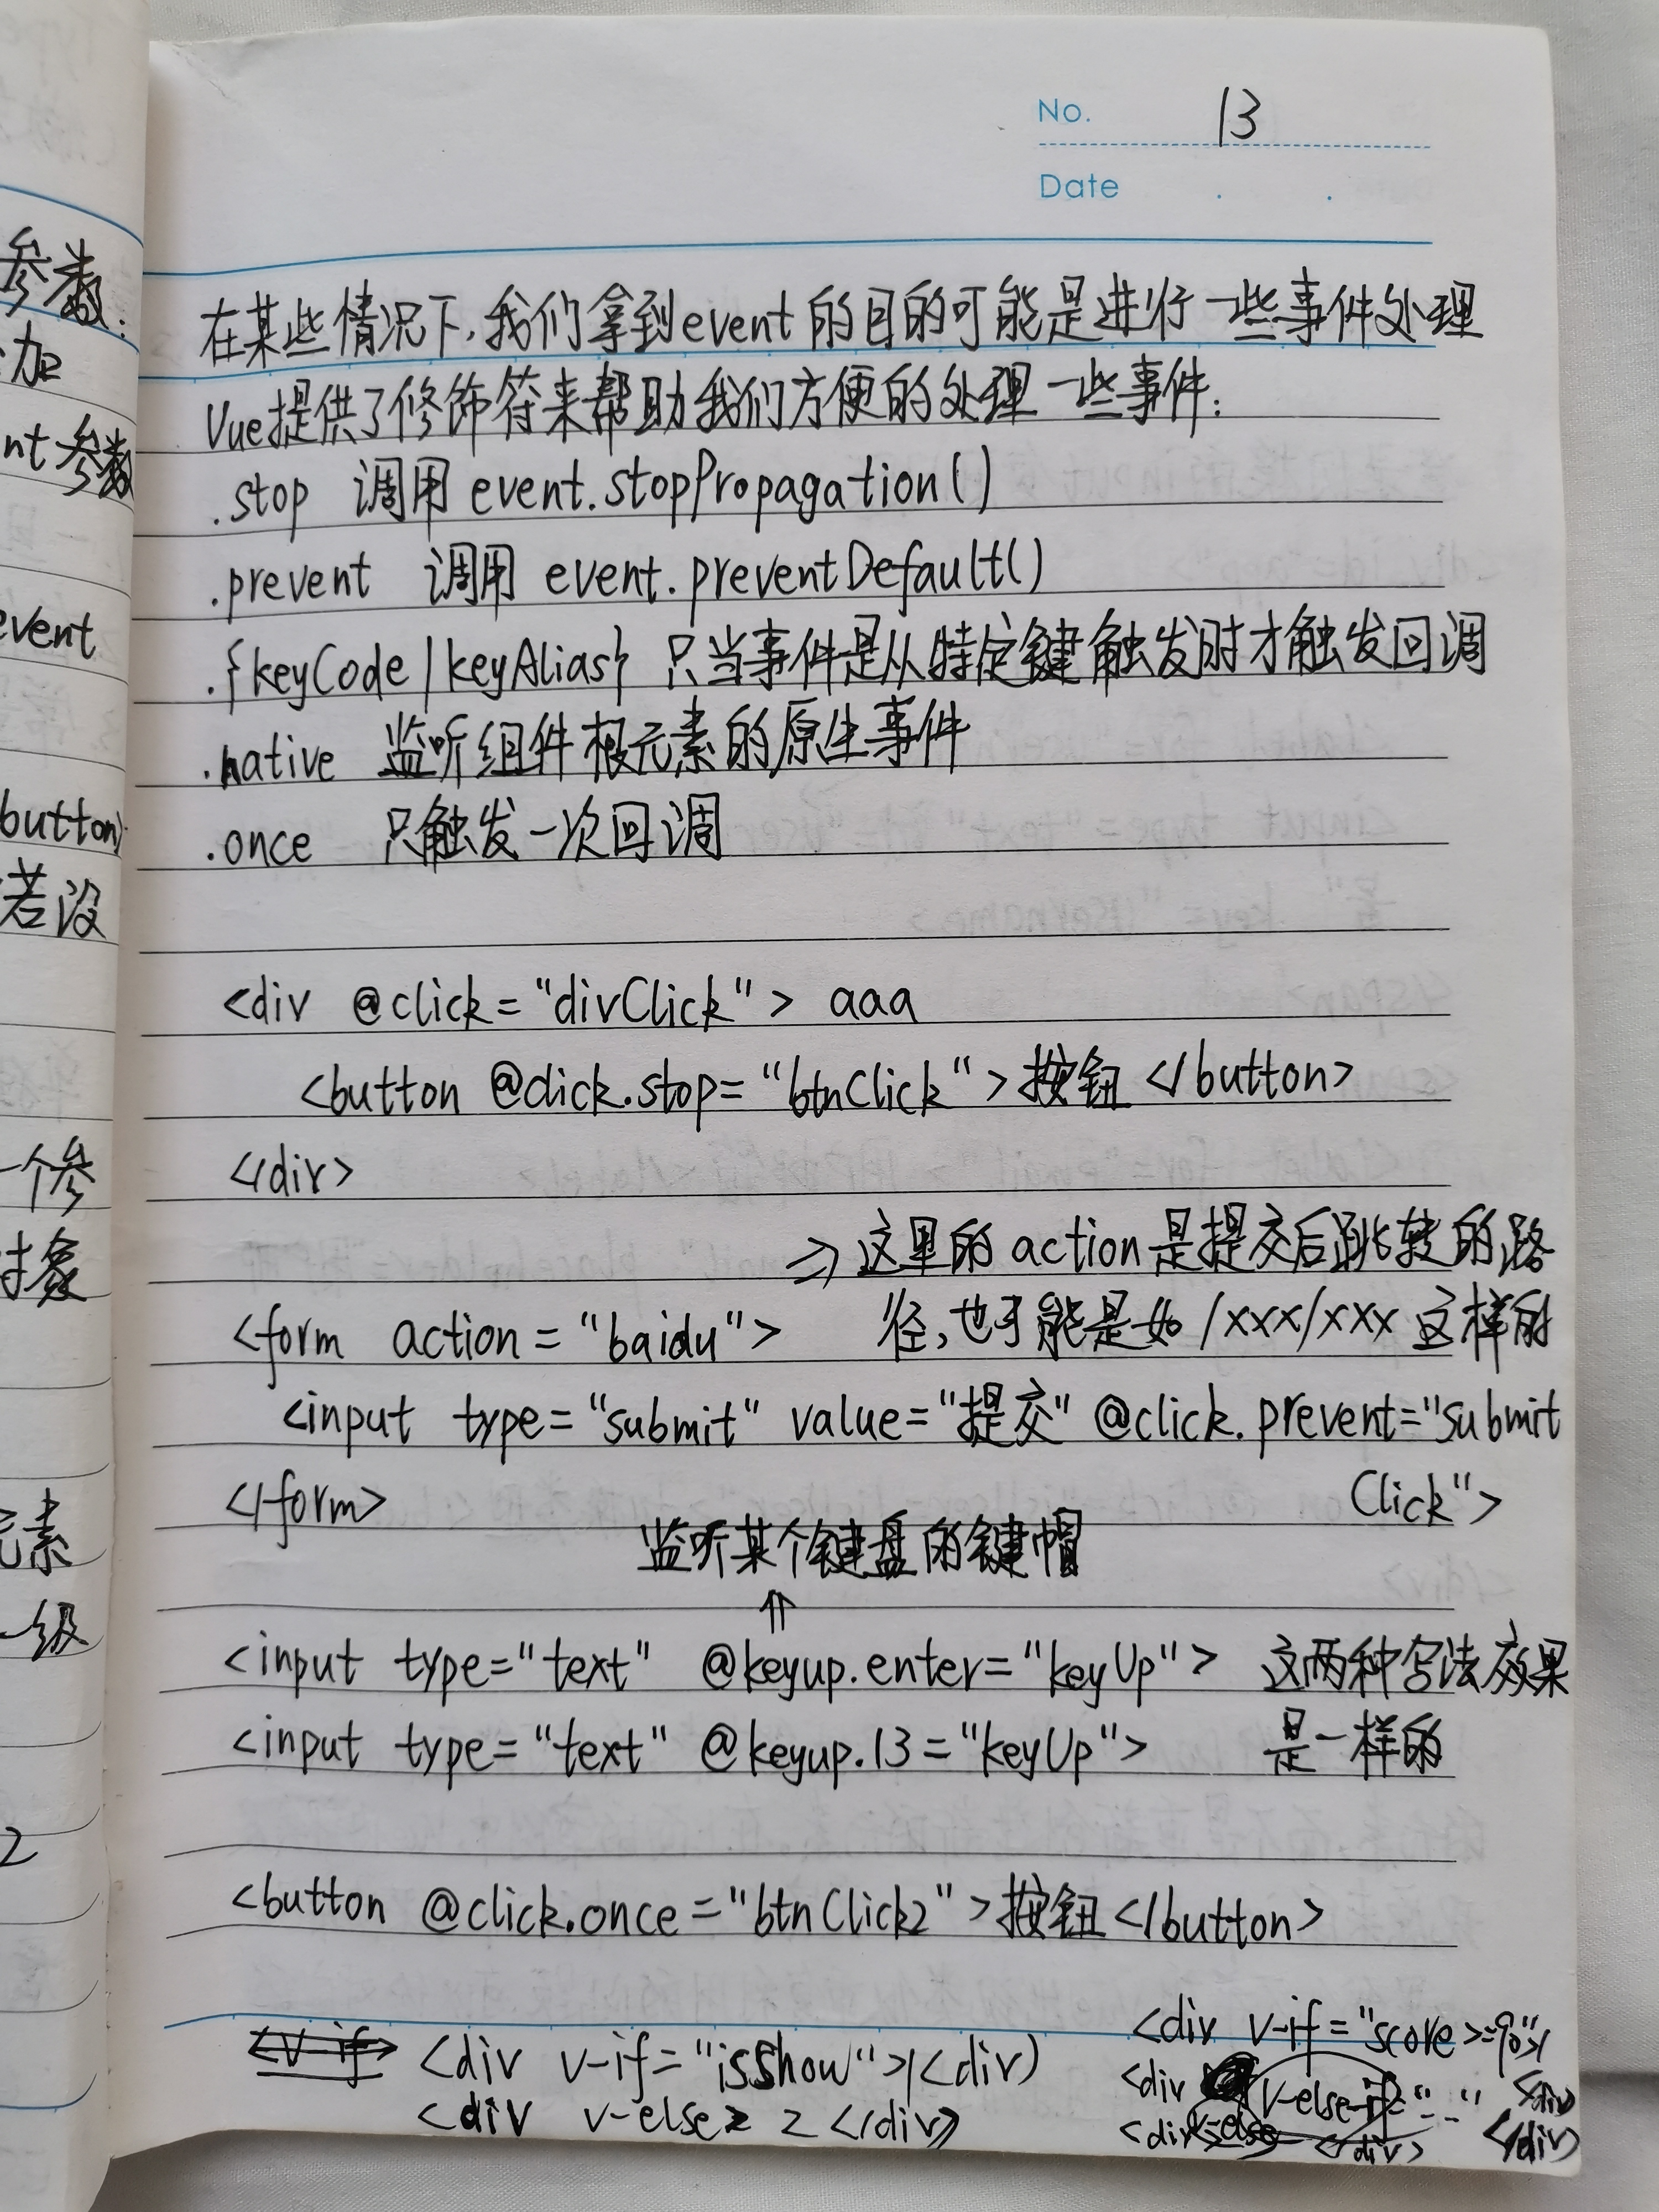 No. 13
Date . .
在某些情况下,我们拿到event的目的可能是进行一些事件处理
Vue提供了修饰符来帮助我们方便的处理一些事件:
.stop 调用 event.stopPropagation()
.prevent 调用 event.preventDefault()
.{keyCode|keyAlias} 只当事件是从特定键触发时才触发回调
.native 监听组件根元素的原生事件
.once 只触发一次回调
<div @click="divClick"> aaa
<button @click.stop="btnClick">按钮</button>
</div>
⇒ 这里的action是提交后跳转的路
<form action="baidu"> 径,也可能是如 /xxx/xxx 这样的
<input type="submit" value="提交" @click.prevent="submit
</form> Click">
监听某个键盘的键帽
⇑
<input type="text" @keyup.enter="keyUp"> 这两种写法效果
<input type="text" @keyup.13="keyUp"> 是一样的
<button @click.once="btnClick2">按钮</button>
<div v-if="score>=90">1
<v-if> <div v-if="isShow">1<div)
<div v-else-if="--" </div>
<div v-else> 2 </div>
<div v-else </div> </div>
参数:
加
nt 参数
event
button)
若设
一个参
对象
元素
一级
2